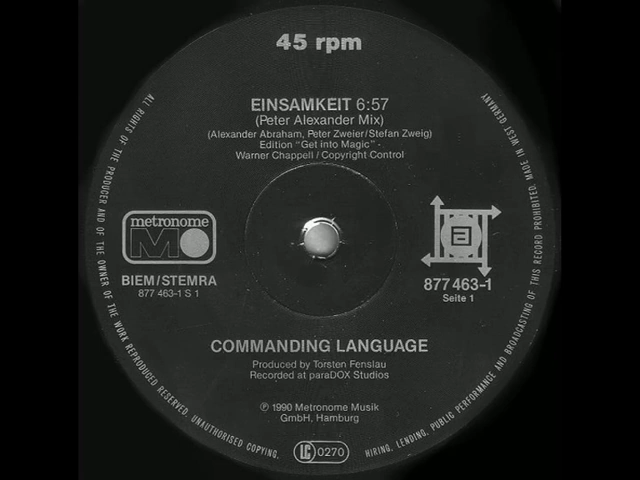 45 rpm
EINSAMKEIT 6:57
(Peter Alexander Mix)
(Alexander Abraham, Peter Zweier/Stefan Zweig)
Edition "Get into Magic" ·
Warner Chappell / Copyright Control
metronome
M
BIEM/STEMRA
877 463-1 S 1
a
877 463-1
Seite 1
COMMANDING LANGUAGE
Produced by Torsten Fenslau
Recorded at paraDOX Studios
℗ 1990 Metronome Musik
GmbH, Hamburg
LC 0270
ALL RIGHTS OF THE PRODUCER AND OF THE OWNER OF THE WORK REPRODUCED RESERVED. UNAUTHORISED COPYING, HIRING, LENDING, PUBLIC PERFORMANCE AND BROADCASTING OF THIS RECORD PROHIBITED. MADE IN WEST GERMANY